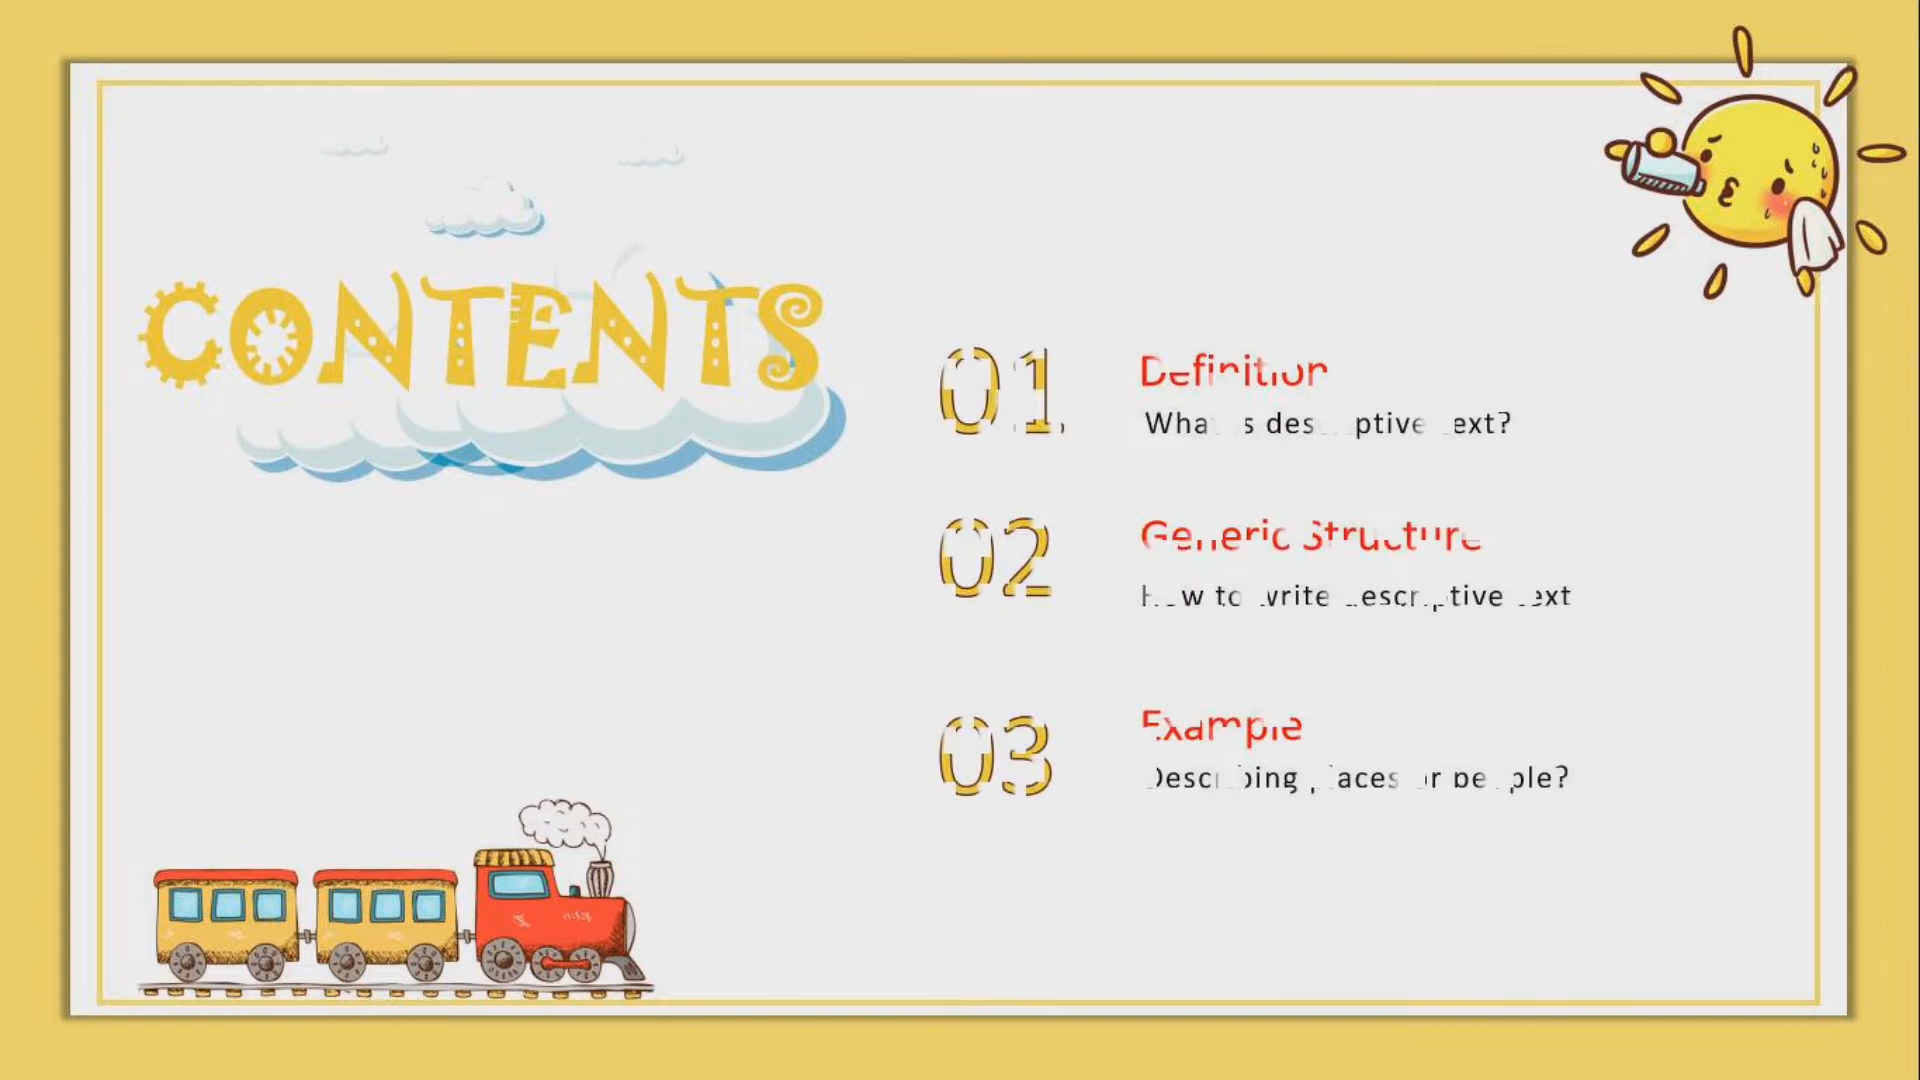 CONTENTS
01
Definition
What is descriptive text?
02
Generic Structure
How to write descriptive text
03
Example
Describing places or people?